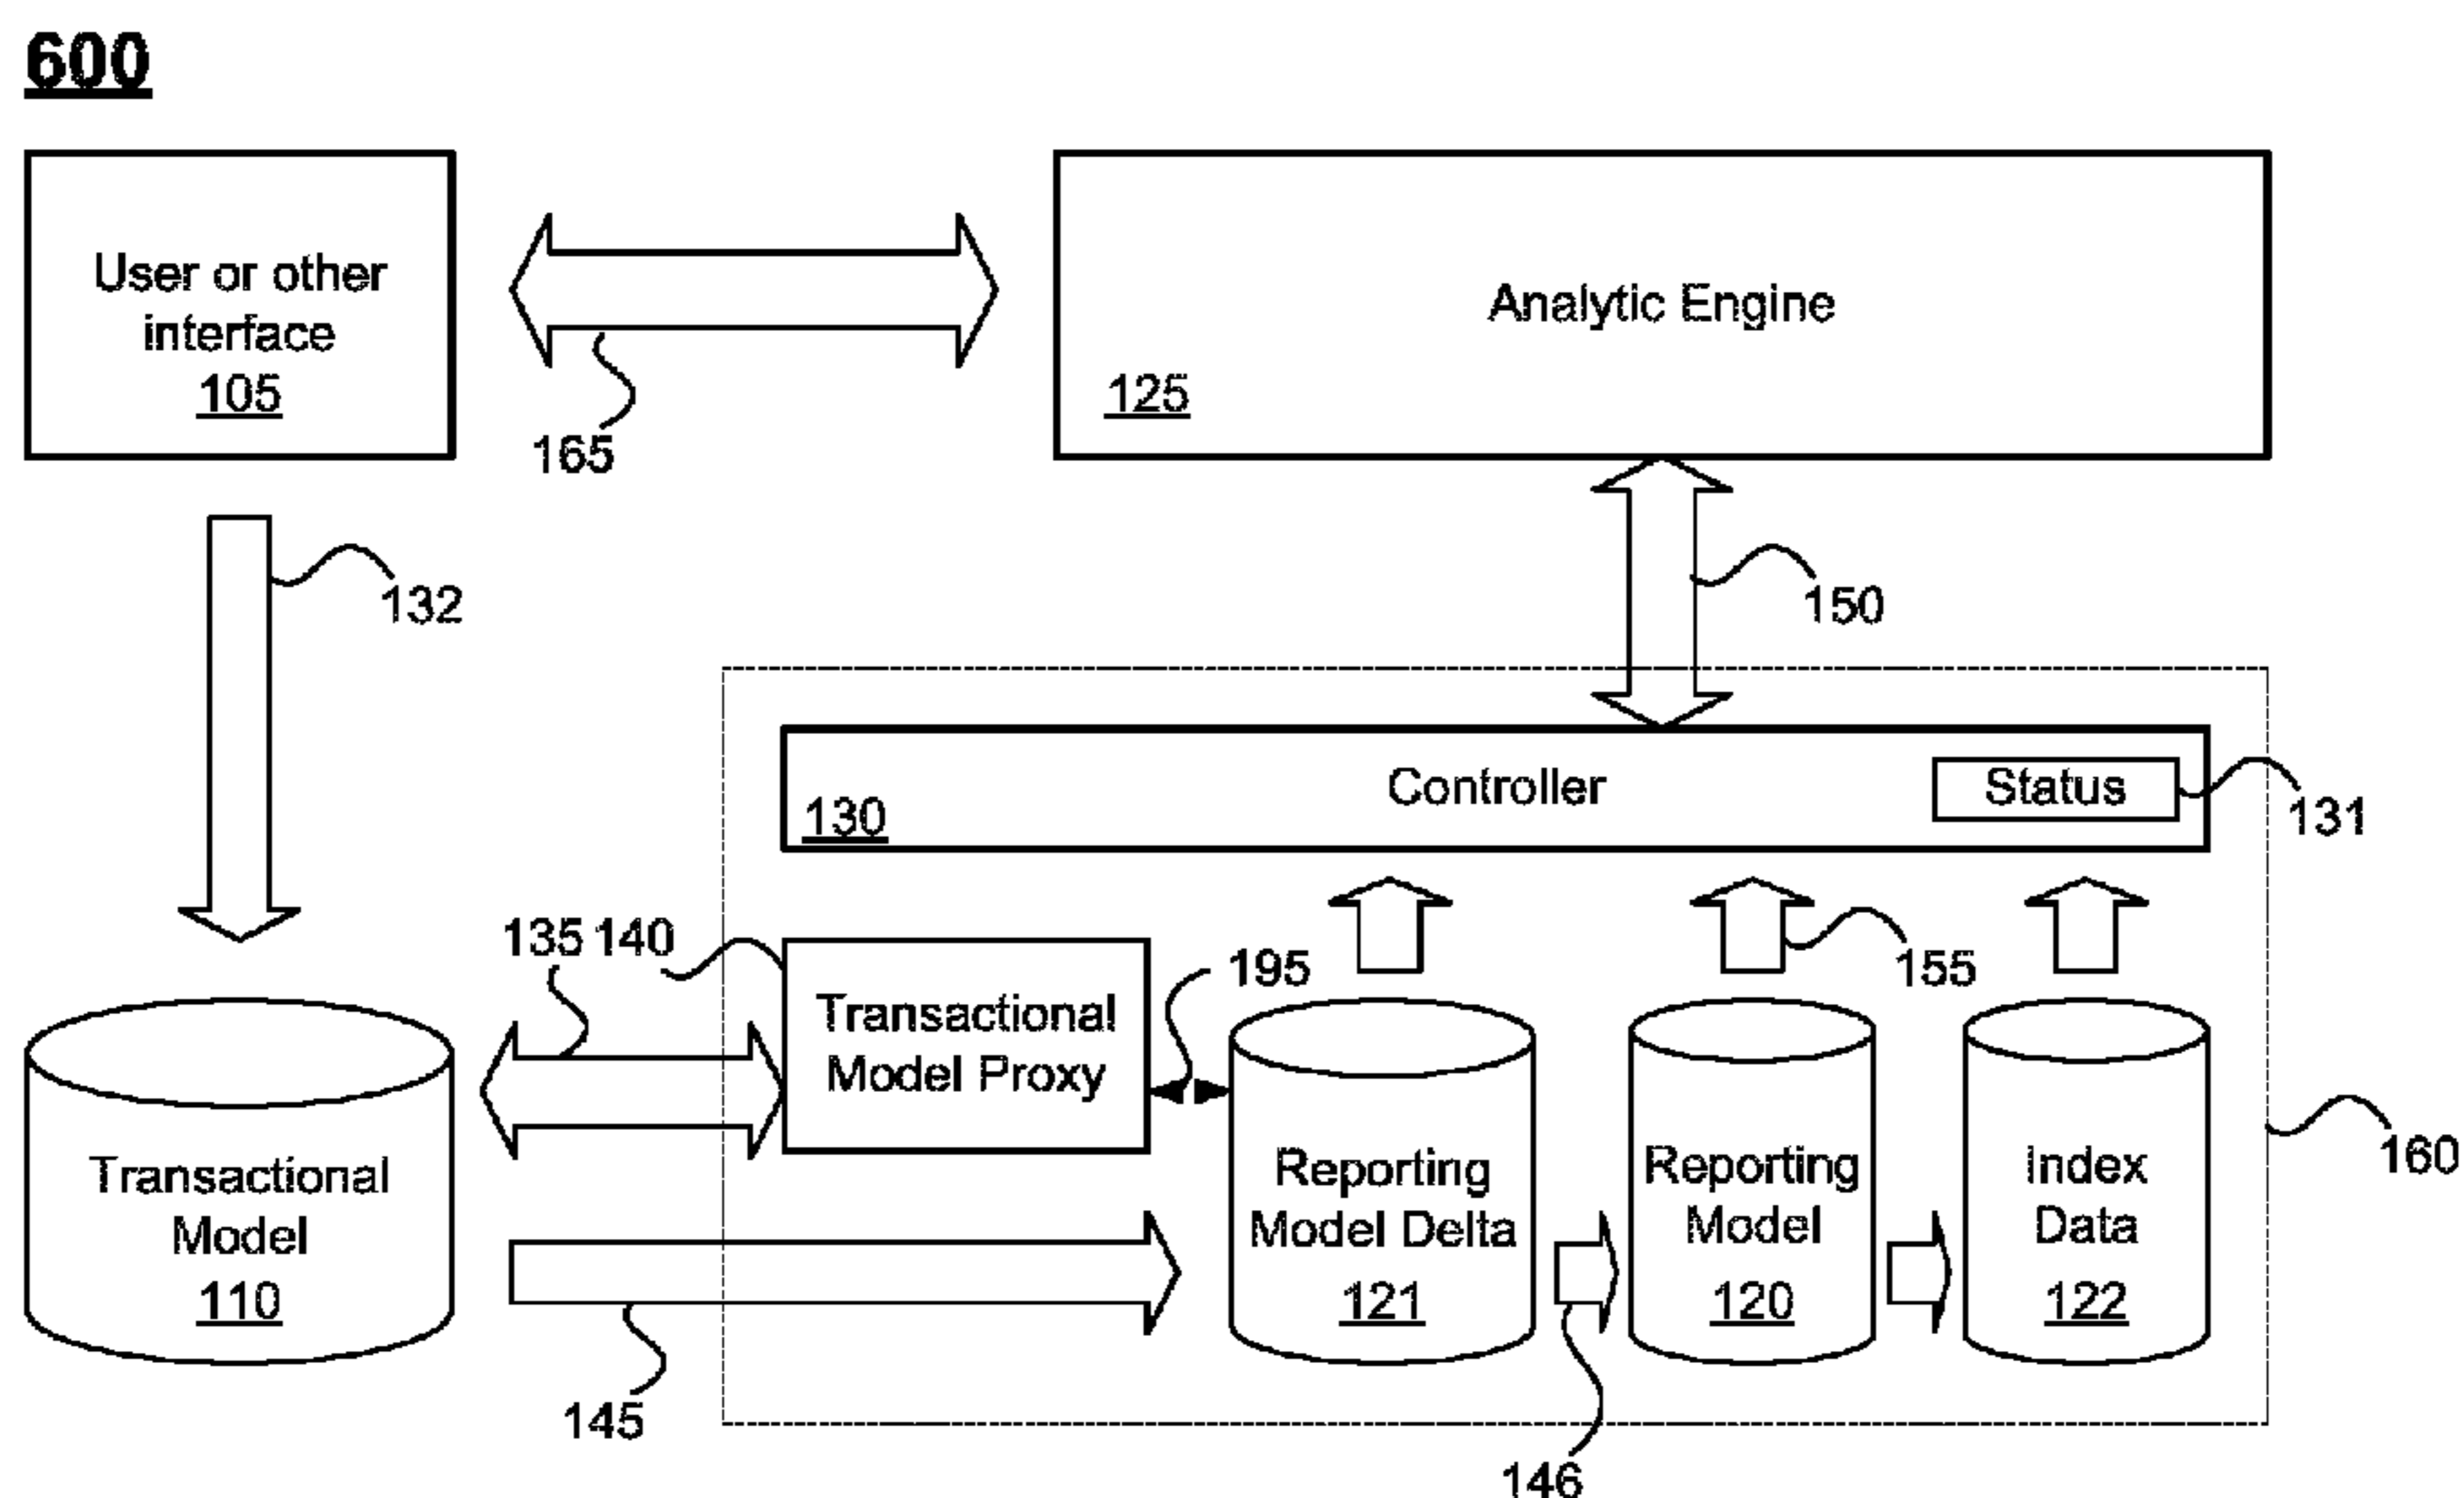 600
User or other
interface
105
Analytic Engine
125
165
132
150
Controller
130
Status
131
135
140
195
155
Transactional
Model Proxy
Transactional
Model
110
Reporting
Model Delta
121
Reporting
Model
120
Index
Data
122
160
145
146